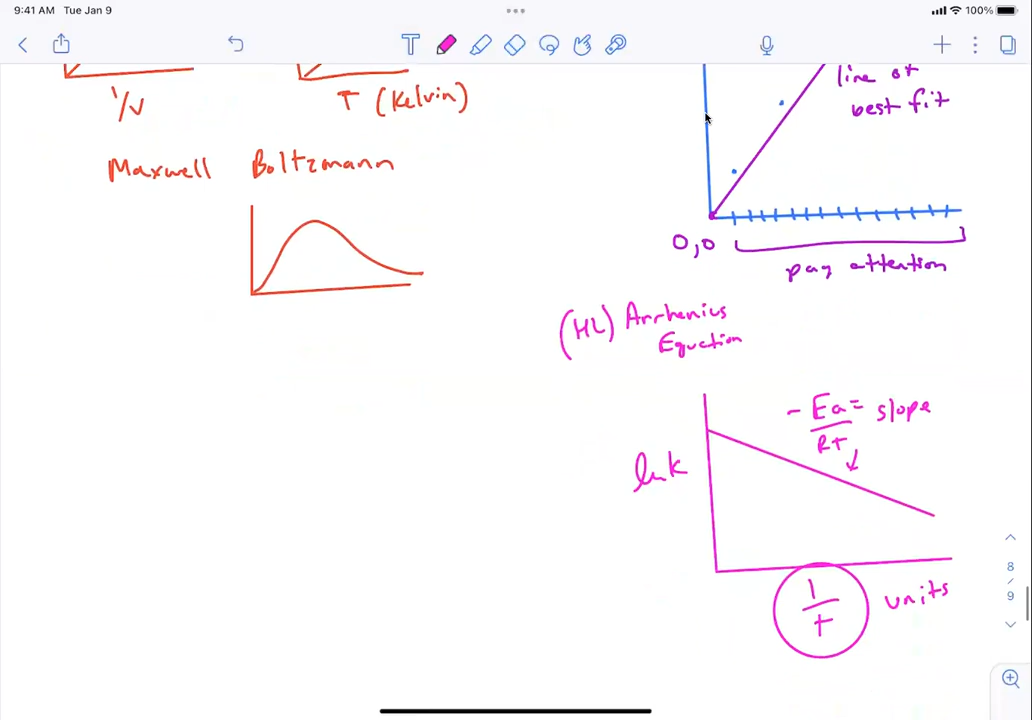 9:41 AM Tue Jan 9
100%
T
1/V
T (Kelvin)
line of
best fit
Maxwell Boltzmann
0,0
pay attention
(HL) Arrhenius
Equation
-Ea = slope
RT
ln k
1
T
units
8
/
9